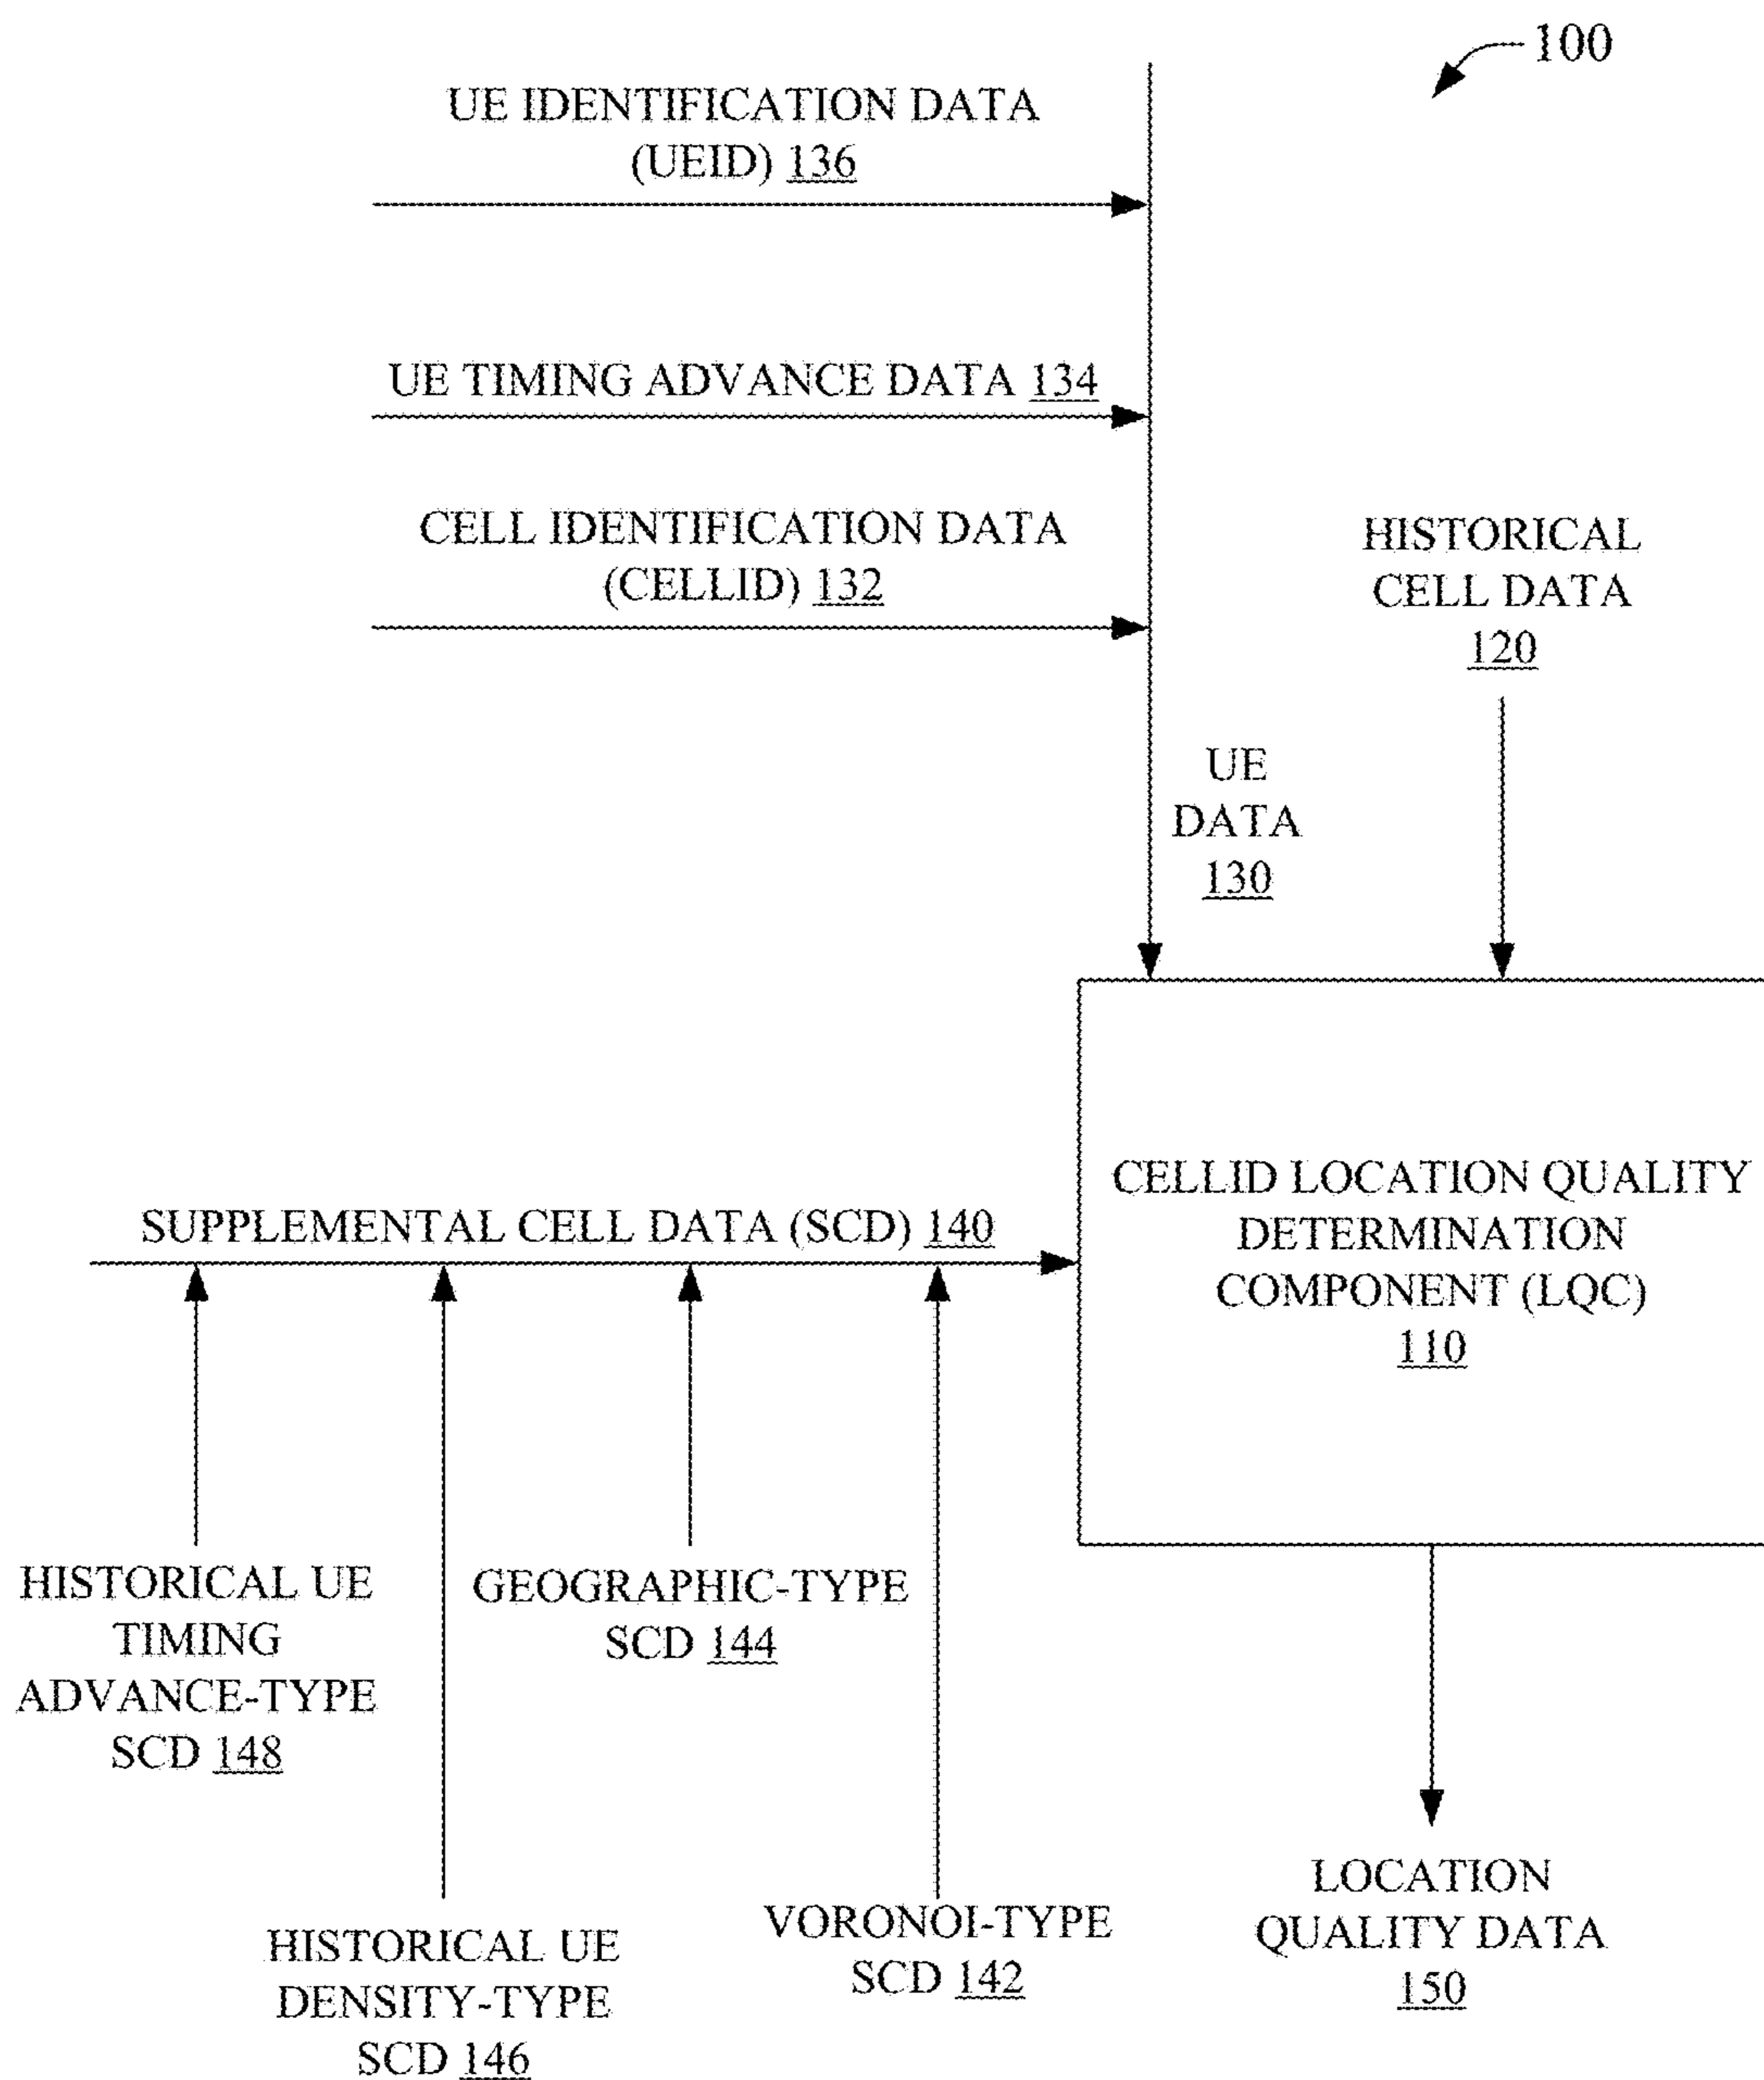 100
UE IDENTIFICATION DATA
(UEID) 136
UE TIMING ADVANCE DATA 134
CELL IDENTIFICATION DATA
(CELLID) 132
HISTORICAL
CELL DATA
120
UE
DATA
130
SUPPLEMENTAL CELL DATA (SCD) 140
CELLID LOCATION QUALITY
DETERMINATION
COMPONENT (LQC)
110
HISTORICAL UE
TIMING
ADVANCE-TYPE
SCD 148
GEOGRAPHIC-TYPE
SCD 144
HISTORICAL UE
DENSITY-TYPE
SCD 146
VORONOI-TYPE
SCD 142
LOCATION
QUALITY DATA
150